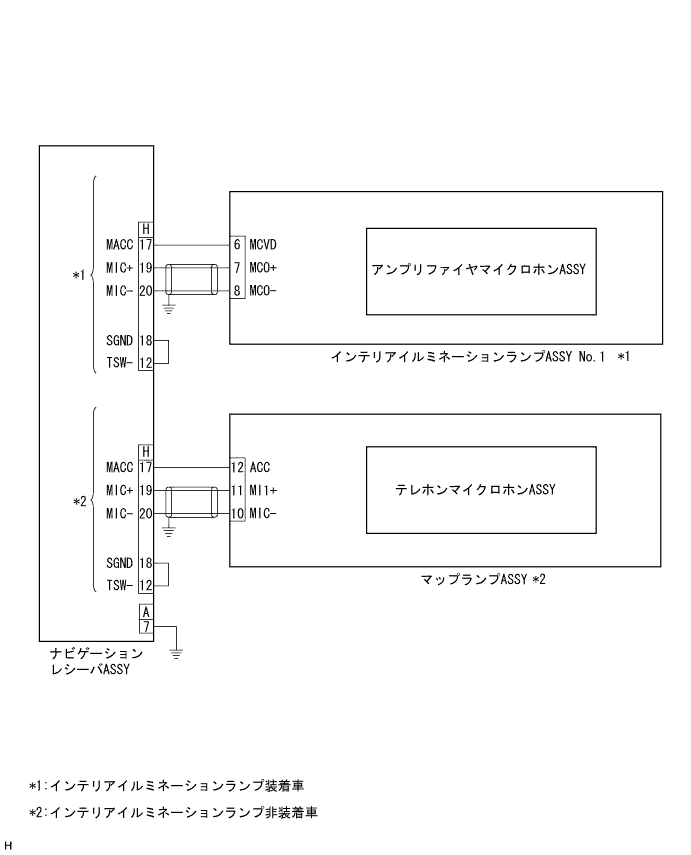 H
MACC 17 6 MCVD
*1 MIC+ 19 7 MCO+
MIC- 20 8 MCO-
SGND 18
TSW- 12
アンプリファイヤマイクロホンASSY
インテリアイルミネーションランプASSY No.1 *1
H
MACC 17 12 ACC
*2 MIC+ 19 11 MI1+
MIC- 20 10 MIC-
SGND 18
TSW- 12
テレホンマイクロホンASSY
マップランプASSY *2
A
7
ナビゲーション
レシーバASSY
*1:インテリアイルミネーションランプ装着車
*2:インテリアイルミネーションランプ非装着車
H